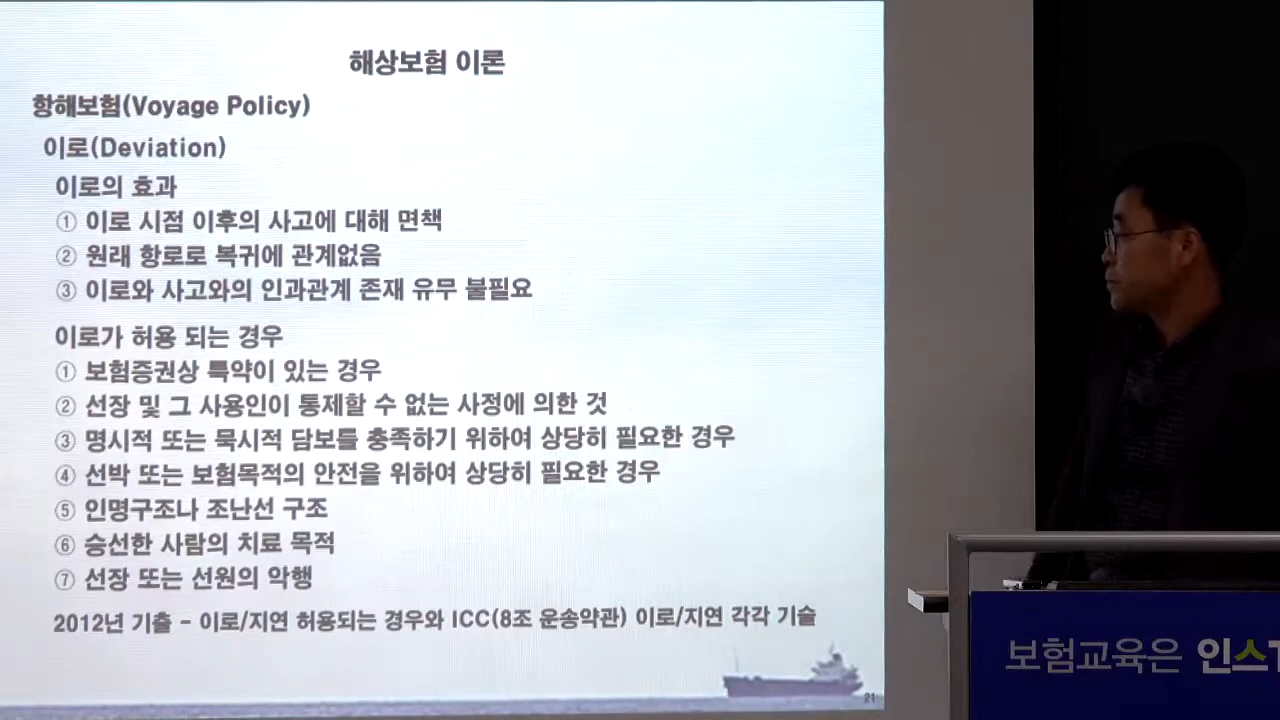 해상보험 이론
항해보험(Voyage Policy)
이로(Deviation)
이로의 효과
① 이로 시점 이후의 사고에 대해 면책
② 원래 항로로 복귀에 관계없음
③ 이로와 사고와의 인과관계 존재 유무 불필요
이로가 허용 되는 경우
① 보험증권상 특약이 있는 경우
② 선장 및 그 사용인이 통제할 수 없는 사정에 의한 것
③ 명시적 또는 묵시적 담보를 충족하기 위하여 상당히 필요한 경우
④ 선박 또는 보험목적의 안전을 위하여 상당히 필요한 경우
⑤ 인명구조나 조난선 구조
⑥ 승선한 사람의 치료 목적
⑦ 선장 또는 선원의 악행
2012년 기출 - 이로/지연 허용되는 경우와 ICC(8조 운송약관) 이로/지연 각각 기술
21
보험교육은 인스